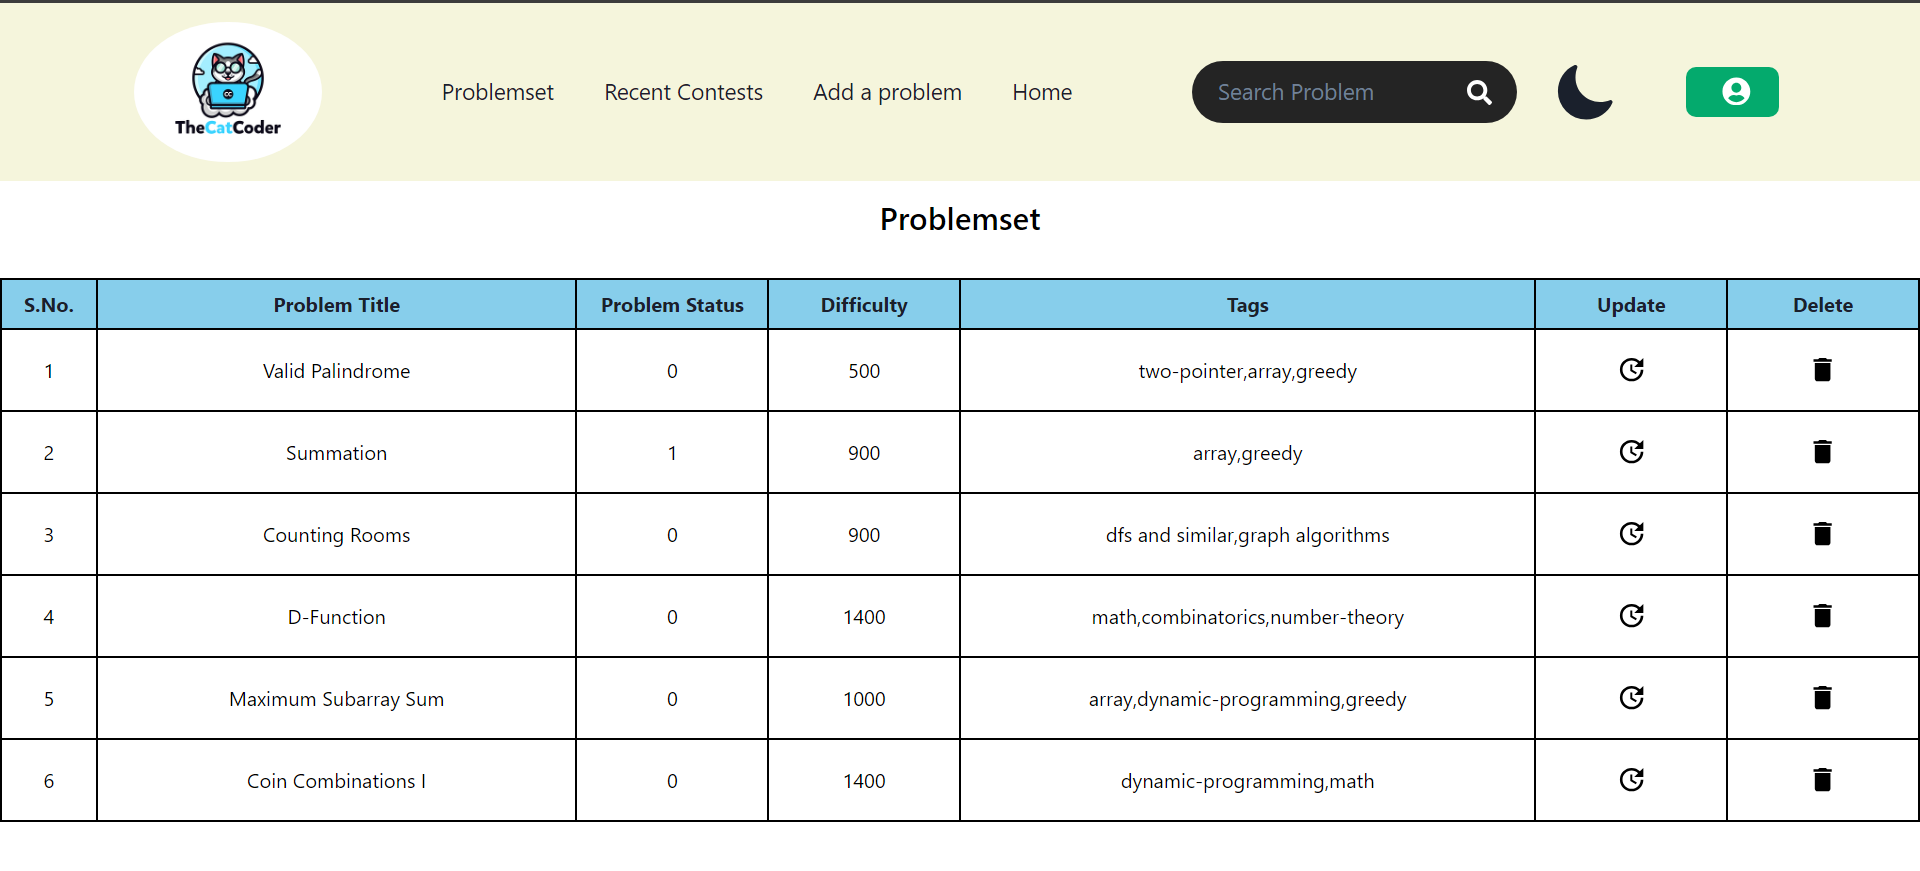 TheCatCoder
Problemset Recent Contests Add a problem Home Search Problem
Problemset
S.No. Problem Title Problem Status Difficulty Tags Update Delete
1 Valid Palindrome 0 500 two-pointer,array,greedy
2 Summation 1 900 array,greedy
3 Counting Rooms 0 900 dfs and similar,graph algorithms
4 D-Function 0 1400 math,combinatorics,number-theory
5 Maximum Subarray Sum 0 1000 array,dynamic-programming,greedy
6 Coin Combinations I 0 1400 dynamic-programming,math